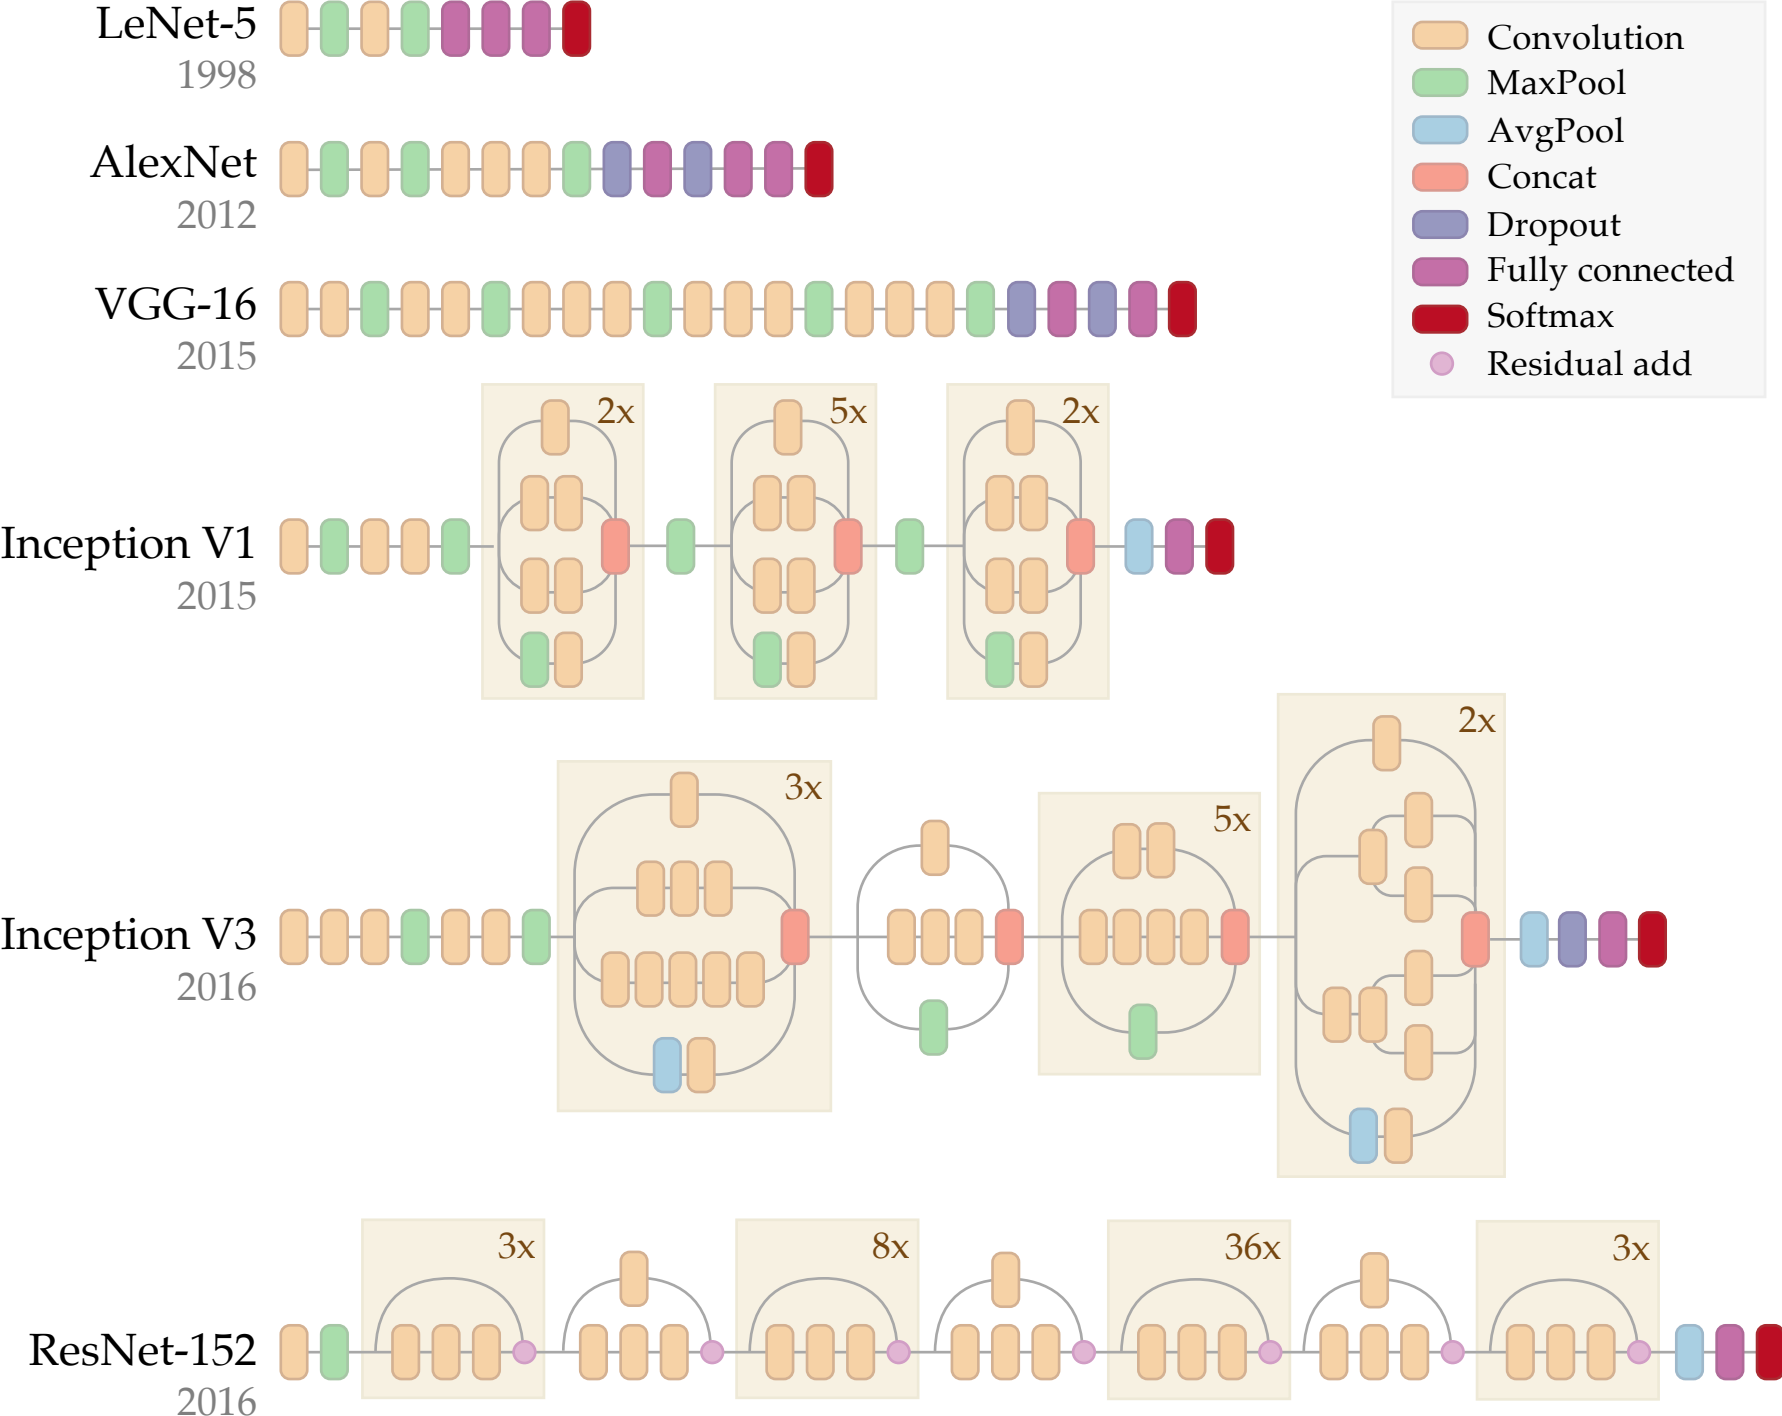 LeNet-5
1998
AlexNet
2012
VGG-16
2015
Inception V1
2015
Inception V3
2016
ResNet-152
2016
Convolution
MaxPool
AvgPool
Concat
Dropout
Fully connected
Softmax
Residual add
2x
5x
2x
3x
5x
2x
3x
8x
36x
3x